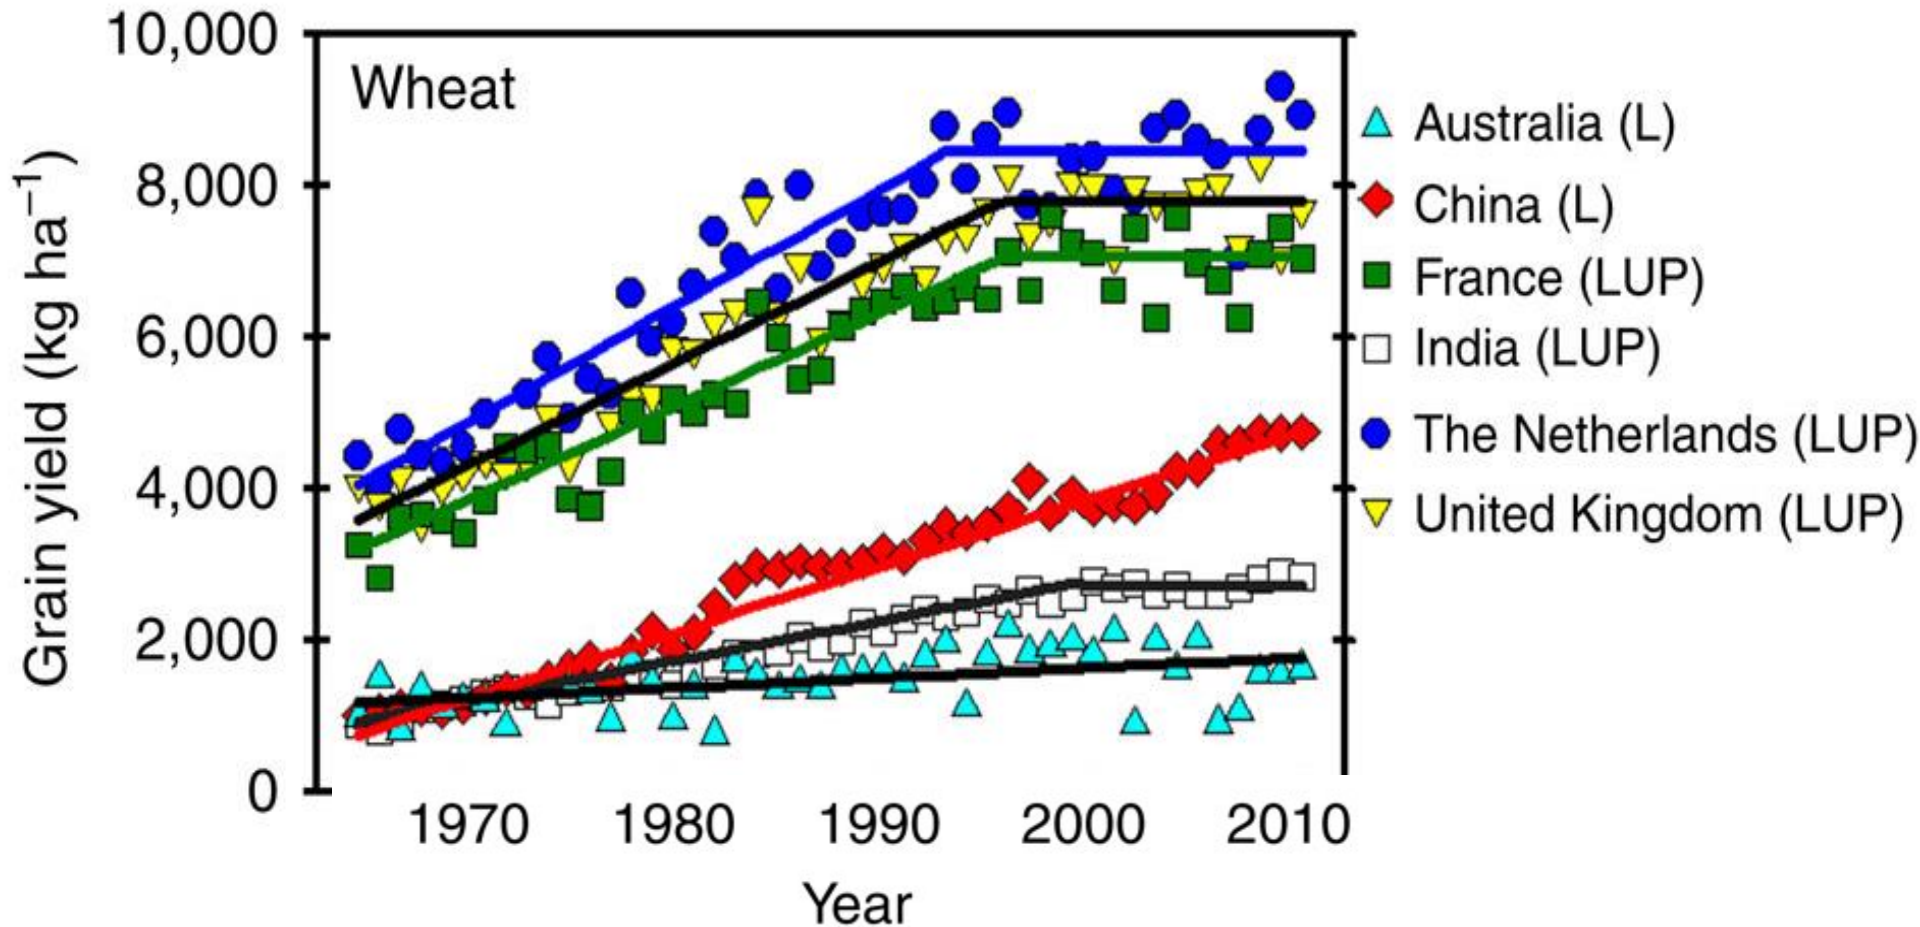 10,000
Wheat
8,000
6,000
4,000
2,000
0
Grain yield (kg ha⁻¹)
1970 1980 1990 2000 2010
Year
Australia (L)
China (L)
France (LUP)
India (LUP)
The Netherlands (LUP)
United Kingdom (LUP)